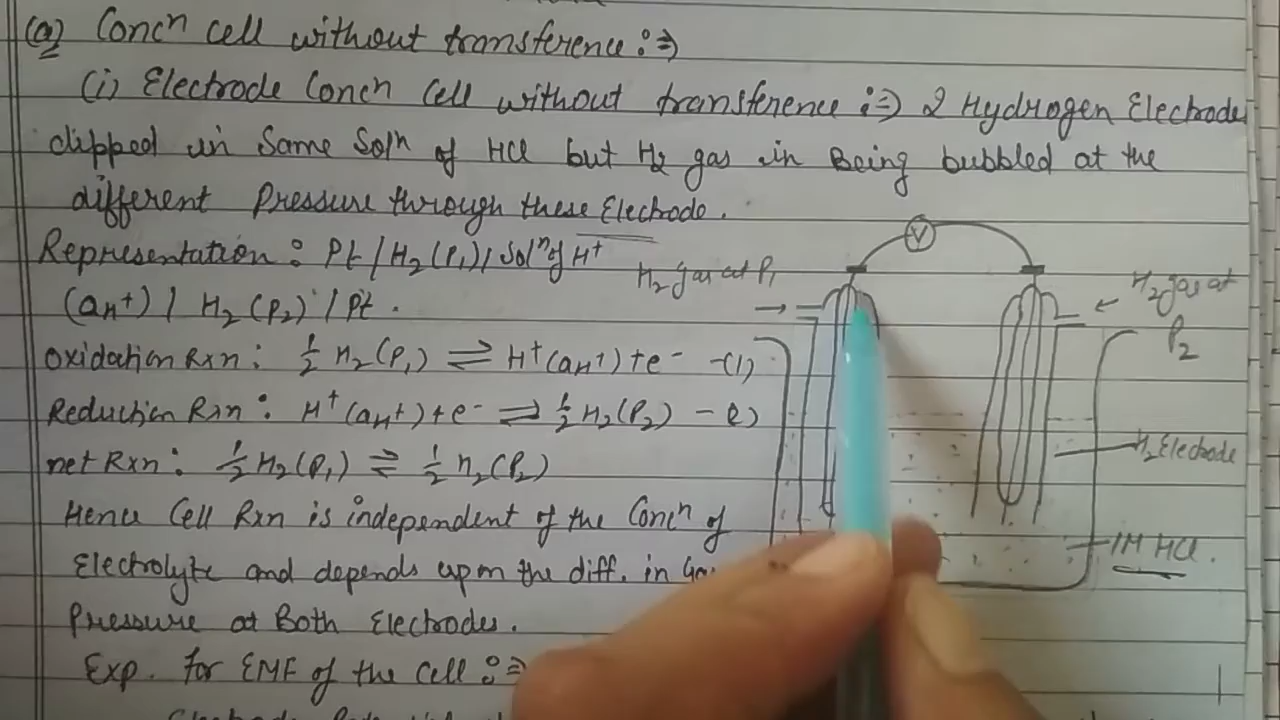 (a) Concn cell without transference :⇒
(i) Electrode Concn Cell without transference :⇒ 2 Hydrogen Electrode
dipped in Same Soln of HCl but H2 gas in Being bubbled at the
different Pressure through these Electrode.
Representation : Pt / H2(P1) / Soln of H+
(aH+) / H2(P2) / Pt.
Oxidation Rxn : 1/2 H2(P1) ⇌ H+(aH+) + e- -(1)
Reduction Rxn : H+(aH+) + e- ⇌ 1/2 H2(P2) - (2)
net Rxn : 1/2 H2(P1) ⇌ 1/2 H2(P2)
Hence Cell Rxn is independent of the Concn of
Electrolyte and depends upon the diff. in
Pressure at Both Electrodes.
Exp. for EMF of the Cell :⇒
V
H2 gas at P1
H2 gas at
P2
H2 Electrode
1M HCl.